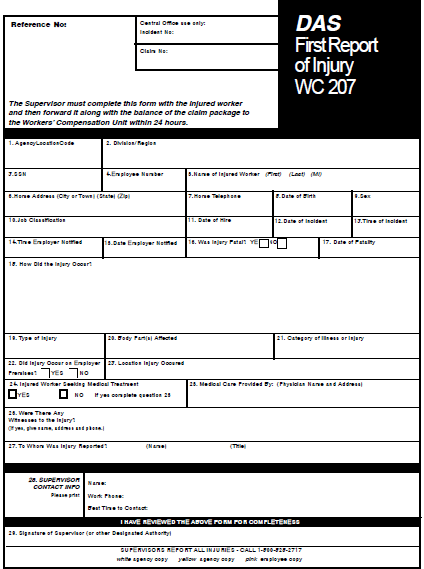 Reference No:
Central Office use only:
Incident No:
Claim No:
DAS
First Report
of Injury
WC 207
The Supervisor must complete this form with the injured worker
and then forward it along with the balance of the claim package to
the Workers' Compensation Unit within 24 hours.
1. AgencyLocationCode
2. Division/Region
3.SSN
4.Employee Number
5.Name of Injured Worker (First) (Last) (MI)
6.Home Address (City or Town) (State) (Zip)
7.Home Telephone
8.Date of Birth
9.Sex
10.Job Classification
11. Date of Hire
12.Date of Incident
13.Time of Incident
14.Time Employer Notified
15.Date Employer Notified
16. Was Injury Fatal? YES NO
17. Date of Fatality
18. How Did the Injury Occur?
19. Type of Injury
20. Body Part(s) Affected
21. Category of Illness or Injury
22. Did Injury Occur on Employer
Premises? YES NO
23. Location Injury Occured
24. Injured Worker Seeking Medical Treatment
YES NO If yes complete question 25
25. Medical Care Provided By: (Physician Name and Address)
26. Were There Any
Witnesses to the Injury?
(If yes, give name, address and phone.)
27. To Whom Was Injury Reported? (Name) (Title)
28. SUPERVISOR
CONTACT INFO
Please print
Name:
Work Phone:
Best Time to Contact:
I HAVE REVIEWED THE ABOVE FORM FOR COMPLETENESS
29. Signature of Supervisor (or other Designated Authority)
SUPERVISORS REPORT ALL INJURIES - CALL 1-800-828-2717
white agency copy yellow agency copy pink employee copy